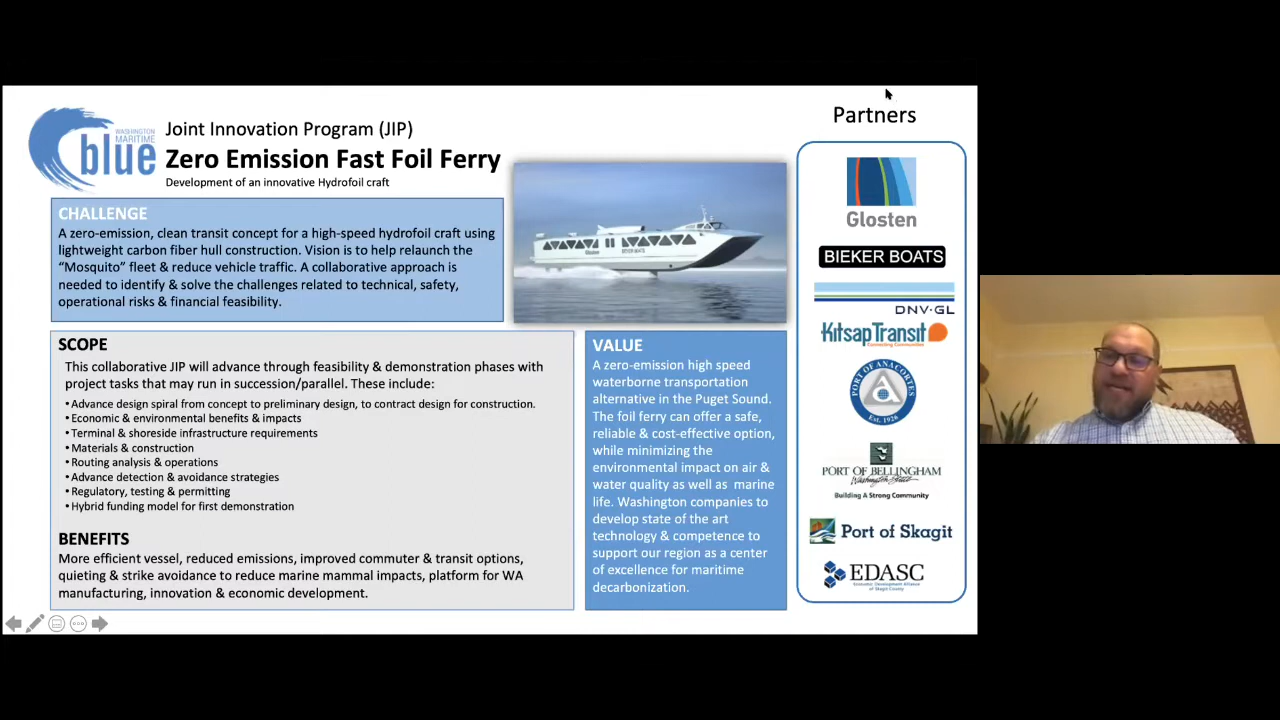 WASHINGTON
MARITIME
blue
Joint Innovation Program (JIP)
Zero Emission Fast Foil Ferry
Development of an innovative Hydrofoil craft
CHALLENGE
A zero-emission, clean transit concept for a high-speed hydrofoil craft using
lightweight carbon fiber hull construction. Vision is to help relaunch the
“Mosquito” fleet & reduce vehicle traffic. A collaborative approach is
needed to identify & solve the challenges related to technical, safety,
operational risks & financial feasibility.
SCOPE
This collaborative JIP will advance through feasibility & demonstration phases with
project tasks that may run in succession/parallel. These include:
• Advance design spiral from concept to preliminary design, to contract design for construction.
• Economic & environmental benefits & impacts
• Terminal & shoreside infrastructure requirements
• Materials & construction
• Routing analysis & operations
• Advance detection & avoidance strategies
• Regulatory, testing & permitting
• Hybrid funding model for first demonstration
BENEFITS
More efficient vessel, reduced emissions, improved commuter & transit options,
quieting & strike avoidance to reduce marine mammal impacts, platform for WA
manufacturing, innovation & economic development.
VALUE
A zero-emission high speed
waterborne transportation
alternative in the Puget Sound.
The foil ferry can offer a safe,
reliable & cost-effective option,
while minimizing the
environmental impact on air &
water quality as well as marine
life. Washington companies to
develop state of the art
technology & competence to
support our region as a center
of excellence for maritime
decarbonization.
Partners
Glosten
BIEKER BOATS
DNV·GL
Kitsap Transit
Connecting Communities
PORT OF ANACORTES
EST. 1926
PORT OF BELLINGHAM
Washington State
Building A Strong Community
Port of Skagit
EDASC
Economic Development Alliance
of Skagit County